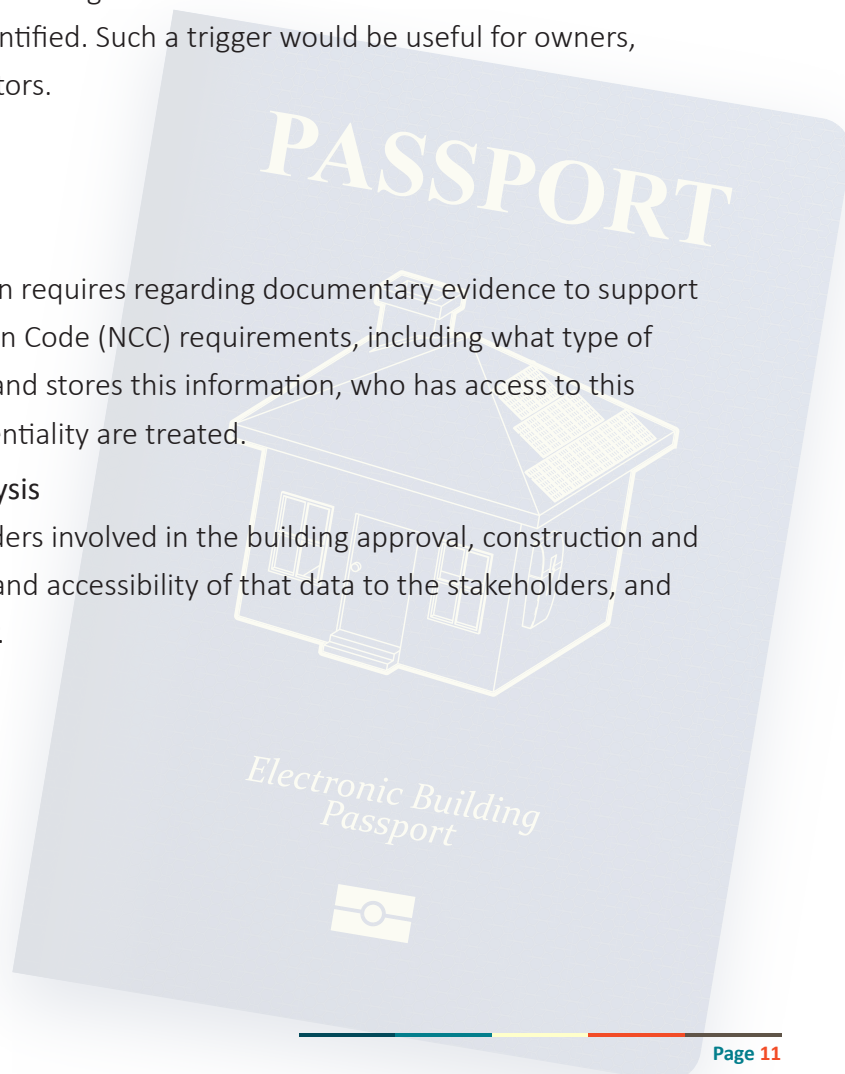 ntified. Such a trigger would be useful for owners,
tors.
PASSPORT
n requires regarding documentary evidence to support
n Code (NCC) requirements, including what type of
and stores this information, who has access to this
entiality are treated.
ysis
ders involved in the building approval, construction and
and accessibility of that data to the stakeholders, and
.
Electronic Building
Passport
Page 11